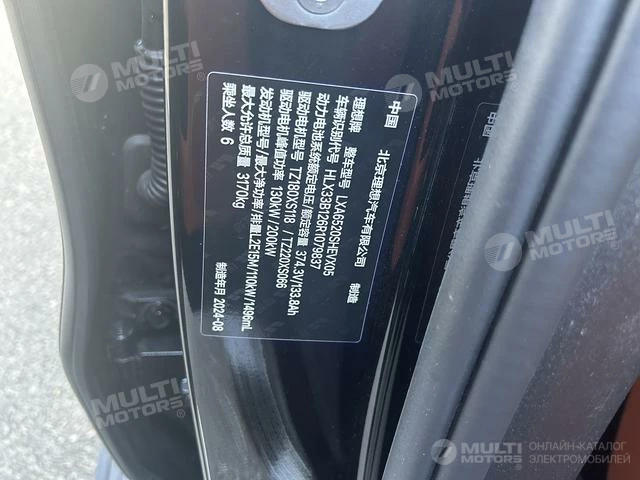 中国 北京理想汽车有限公司 制造
理想牌 整车型号 LXA6520SHEVX05
车辆识别代号 HLX33B126R1079837
动力电池系统额定电压/额定容量 374.3V/133.8Ah
驱动电机型号 TZ180XS118 / TZ220XS066
驱动电机峰值功率 130kW/200kW
发动机型号/最大净功率/排量 L2E15M/110kW/1496mL
最大允许总质量 3170kg
乘坐人数 6 制造年月 2024-08
MULTI MOTORS®
MULTI MOTORS®
MULTI MOTORS®
MULTI MOTORS®
MULTI MOTORS®
MULTI MOTORS® ОНЛАЙН-КАТАЛОГ
ЭЛЕКТРОМОБИЛЕЙ